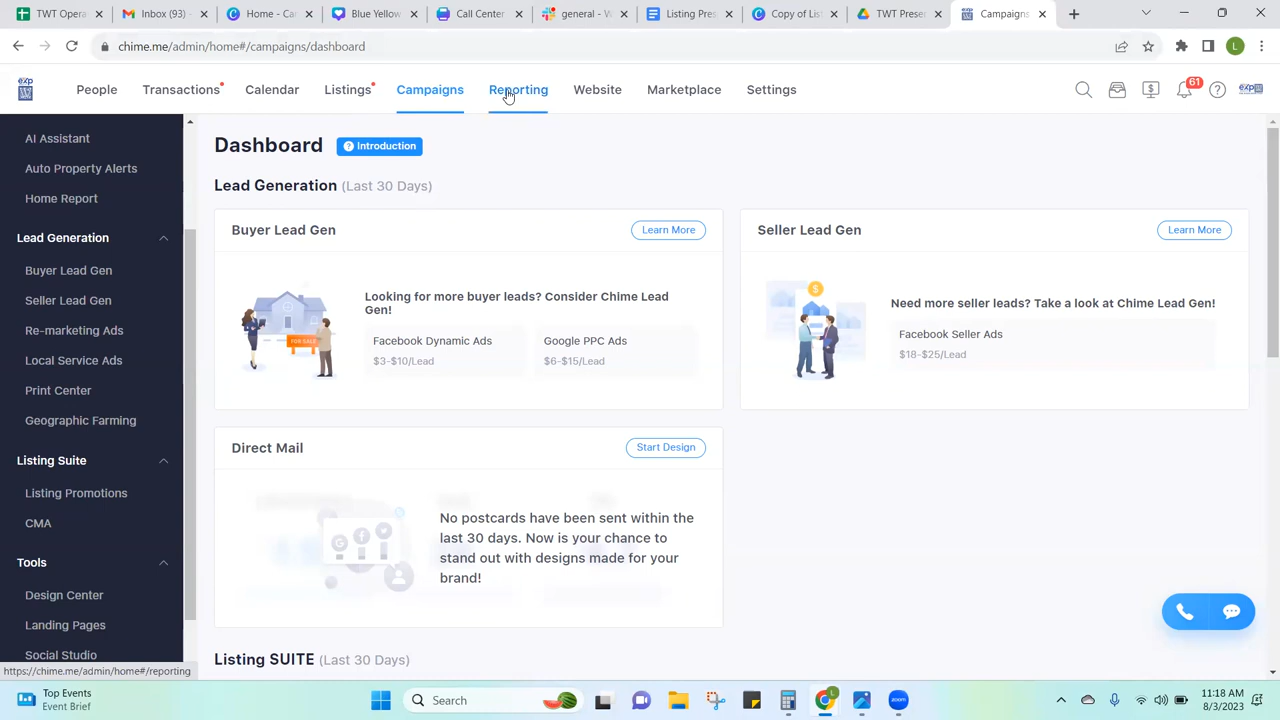 TWT Opera
Inbox (93) -
Home - Ca
Blue Yellow
Call Center
general - V
Listing Pres
Copy of List
TWT Prese
Campaigns
chime.me/admin/home#/campaigns/dashboard
L
exp
People
Transactions
Calendar
Listings
Campaigns
Reporting
Website
Marketplace
Settings
61
AI Assistant
Auto Property Alerts
Home Report
Lead Generation
Buyer Lead Gen
Seller Lead Gen
Re-marketing Ads
Local Service Ads
Print Center
Geographic Farming
Listing Suite
Listing Promotions
CMA
Tools
Design Center
Landing Pages
Social Studio
https://chime.me/admin/home#/reporting
Dashboard
? Introduction
Lead Generation (Last 30 Days)
Buyer Lead Gen
Learn More
FOR SALE
Looking for more buyer leads? Consider Chime Lead
Gen!
Facebook Dynamic Ads
$3-$10/Lead
Google PPC Ads
$6-$15/Lead
Seller Lead Gen
Learn More
Need more seller leads? Take a look at Chime Lead Gen!
Facebook Seller Ads
$18-$25/Lead
Direct Mail
Start Design
No postcards have been sent within the
last 30 days. Now is your chance to
stand out with designs made for your
brand!
Listing SUITE (Last 30 Days)
Top Events
Event Brief
Search
zoom
11:18 AM
8/3/2023